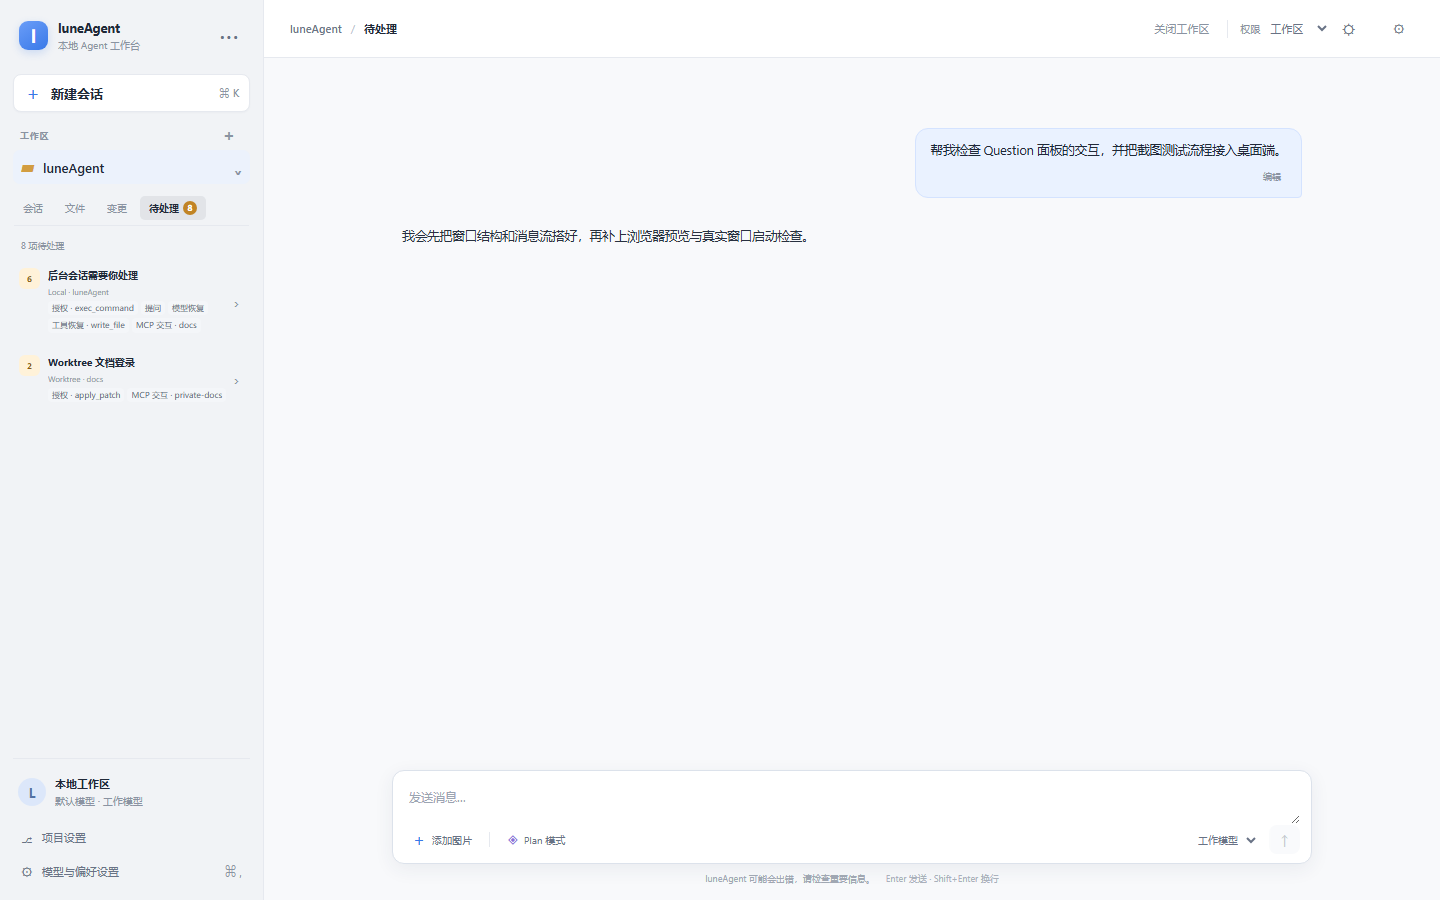 l luneAgent
本地 Agent 工作台
+ 新建会话 ⌘ K
工作区 +
luneAgent
会话 文件 变更 待处理 8
8 项待处理
6 后台会话需要你处理
Local · luneAgent
授权 · exec_command 提问 模型恢复
工具恢复 · write_file MCP 交互 · docs
2 Worktree 文档登录
Worktree · docs
授权 · apply_patch MCP 交互 · private-docs
L 本地工作区
默认模型 · 工作模型
项目设置
模型与偏好设置 ⌘ ,
luneAgent / 待处理
关闭工作区 权限 工作区
帮我检查 Question 面板的交互，并把截图测试流程接入桌面端。
编辑
我会先把窗口结构和消息流搭好，再补上浏览器预览与真实窗口启动检查。
发送消息...
+ 添加图片 Plan 模式 工作模型 ↑
luneAgent 可能会出错，请检查重要信息。 Enter 发送 · Shift+Enter 换行